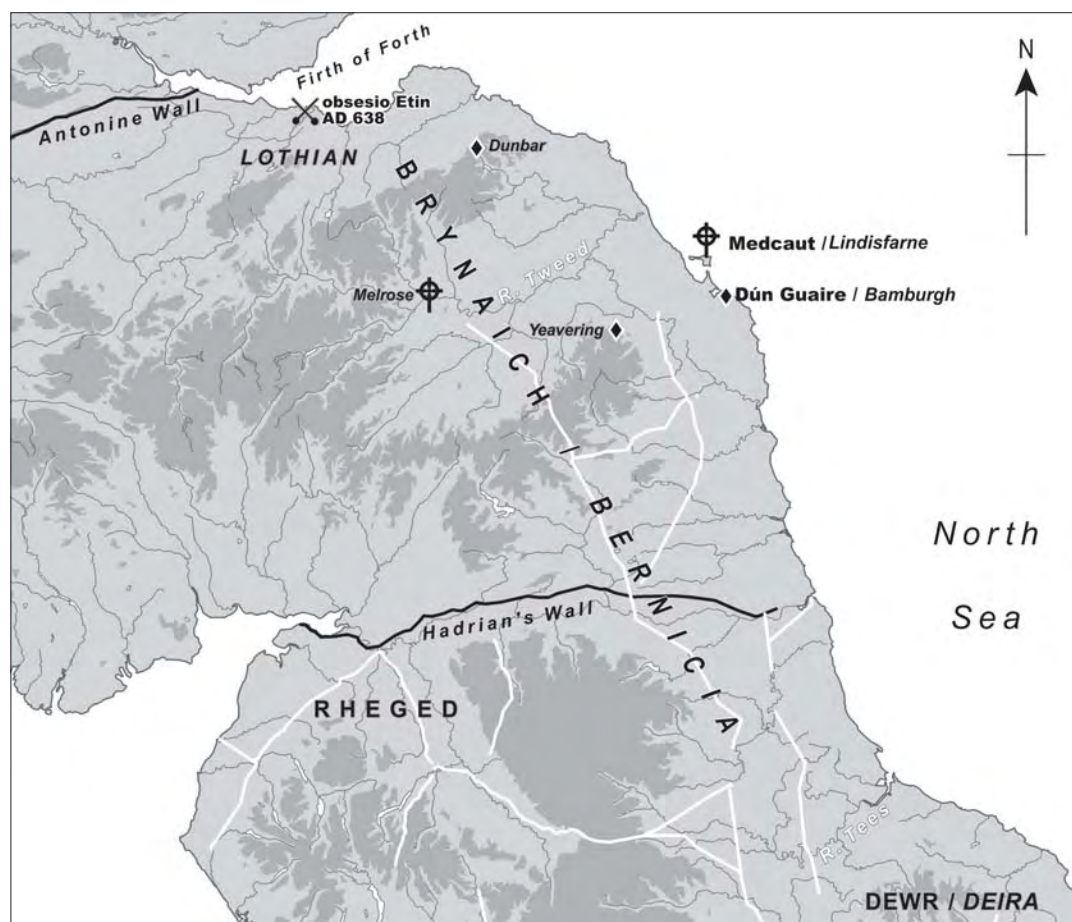 Firth of Forth
N
Antonine Wall
obsesio Etin
AD 638
LOTHIAN
Dunbar
BRYNAICH / BERNICIA
Medcaut / Lindisfarne
R. Tweed
Melrose
Dún Guaire / Bamburgh
Yeavering
North
Sea
Hadrian's Wall
RHEGED
R. Tees
DEWR / DEIRA